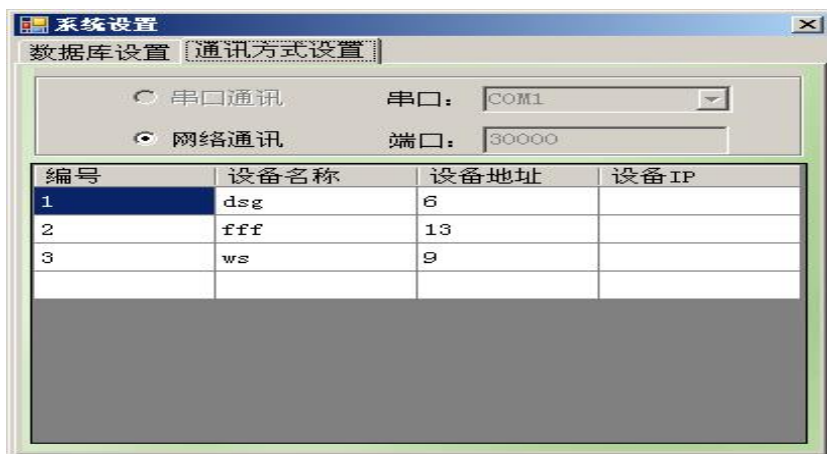 系统设置
数据库设置 通讯方式设置
串口通讯 串口： COM1
网络通讯 端口： 30000
编号 设备名称 设备地址 设备IP
1 dsg 6
2 fff 13
3 ws 9